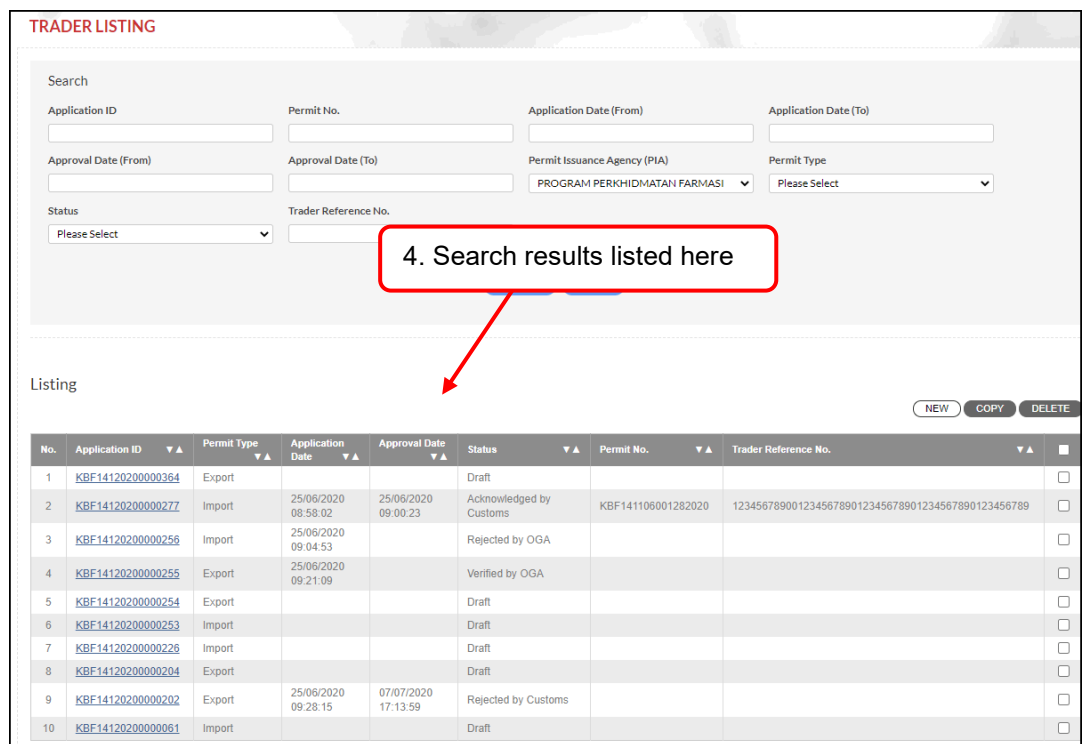 TRADER LISTING
Search
Application ID Permit No. Application Date (From) Application Date (To)
Approval Date (From) Approval Date (To) Permit Issuance Agency (PIA) Permit Type
PROGRAM PERKHIDMATAN FARMASI Please Select
Status Trader Reference No.
Please Select
4. Search results listed here
Listing
NEW COPY DELETE
No. Application ID ▼▲ Permit Type ▼▲ Application Date ▼▲ Approval Date ▼▲ Status ▼▲ Permit No. ▼▲ Trader Reference No. ▼▲
1 KBF14120200000364 Export Draft
2 KBF14120200000277 Import 25/06/2020 08:58:02 25/06/2020 09:00:23 Acknowledged by Customs KBF141106001282020 12345678900123456789012345678901234567890123456789
3 KBF14120200000256 Import 25/06/2020 09:04:53 Rejected by OGA
4 KBF14120200000255 Export 25/06/2020 09:21:09 Verified by OGA
5 KBF14120200000254 Export Draft
6 KBF14120200000253 Import Draft
7 KBF14120200000226 Import Draft
8 KBF14120200000204 Export Draft
9 KBF14120200000202 Export 25/06/2020 09:28:15 07/07/2020 17:13:59 Rejected by Customs
10 KBF14120200000061 Import Draft